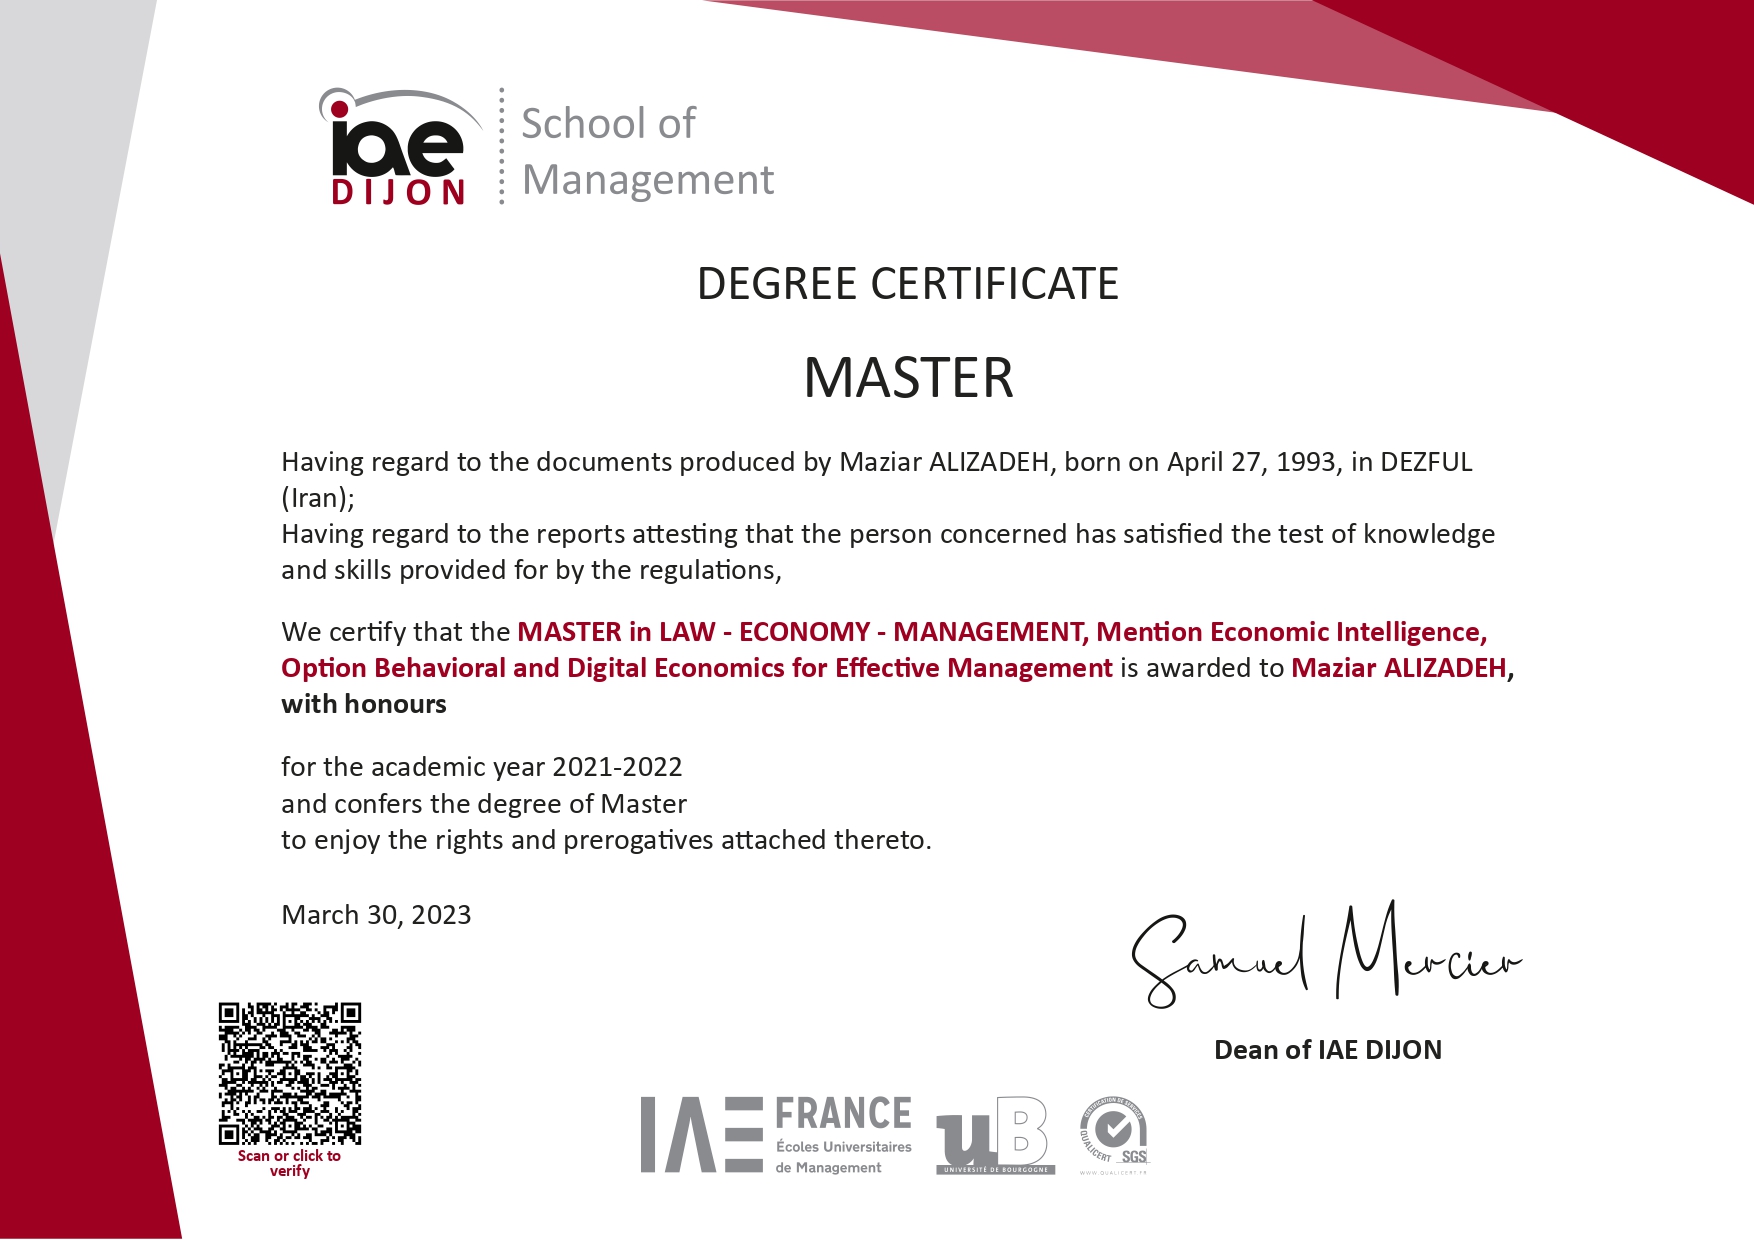 iae
DIJON
School of
Management
DEGREE CERTIFICATE
MASTER
Having regard to the documents produced by Maziar ALIZADEH, born on April 27, 1993, in DEZFUL
(Iran);
Having regard to the reports attesting that the person concerned has satisfied the test of knowledge
and skills provided for by the regulations,
We certify that the MASTER in LAW - ECONOMY - MANAGEMENT, Mention Economic Intelligence,
Option Behavioral and Digital Economics for Effective Management is awarded to Maziar ALIZADEH,
with honours
for the academic year 2021-2022
and confers the degree of Master
to enjoy the rights and prerogatives attached thereto.
March 30, 2023
Samuel Mercier
Dean of IAE DIJON
Scan or click to
verify
IAE FRANCE
Écoles Universitaires
de Management
uB
UNIVERSITÉ DE BOURGOGNE
CERTIFICATION DE SERVICES
QUALICERT
SGS
WWW.QUALICERT.FR